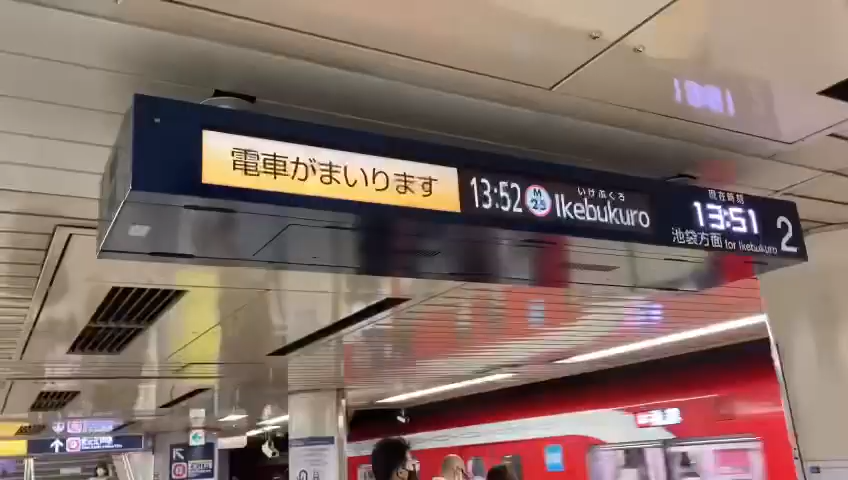 電車がまいります
13:52 M 25 いけぶくろ
Ikebukuro
現在時刻
13:51
池袋方面 for Ikebukuro
2